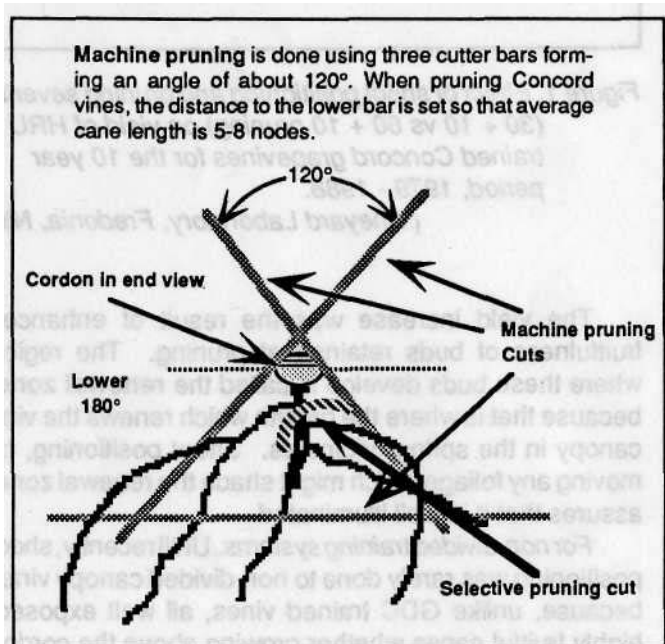 Machine pruning is done using three cutter bars form-
ing an angle of about 120°. When pruning Concord
vines, the distance to the lower bar is set so that average
cane length is 5-8 nodes.
120°
Cordon in end view
Machine pruning
Cuts
Lower
180°
Selective pruning cut